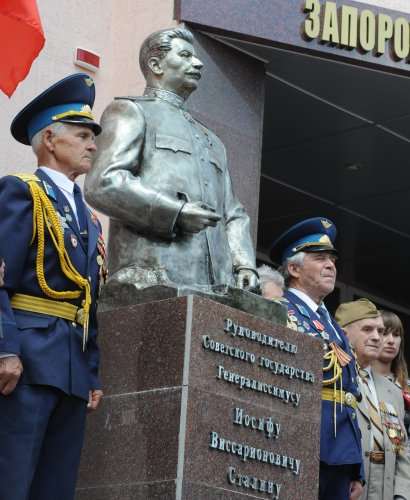 ЗАПОРО
Руководителю
Советского государства
Генералиссимусу
Иосифу
Виссарионовичу
Сталину